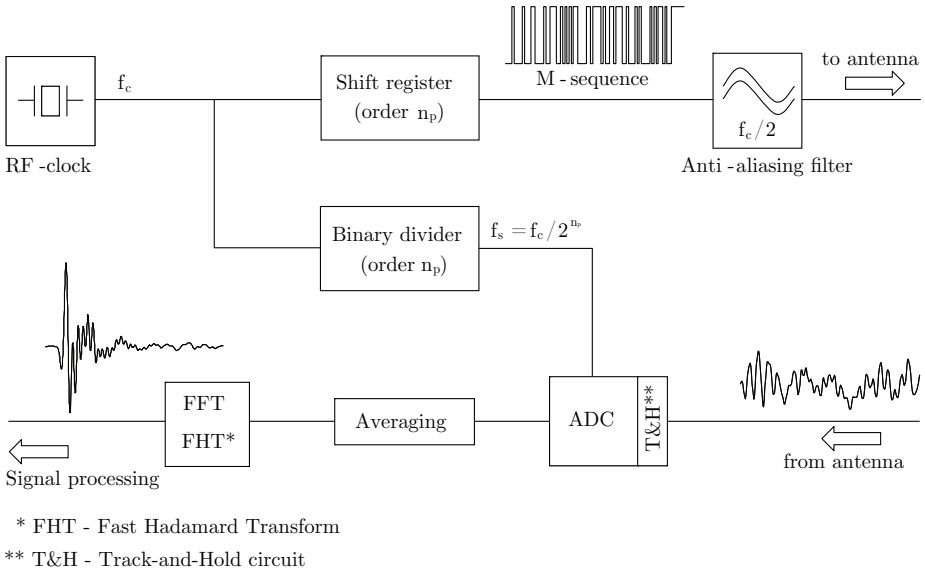 to antenna
f_c
Shift register
(order n_p)
M - sequence
f_c/2
RF -clock
Anti -aliasing filter
Binary divider
(order n_p)
f_s = f_c/2^{n_p}
FFT
FHT*
Averaging
ADC
T&H**
Signal processing
from antenna
* FHT - Fast Hadamard Transform
** T&H - Track-and-Hold circuit